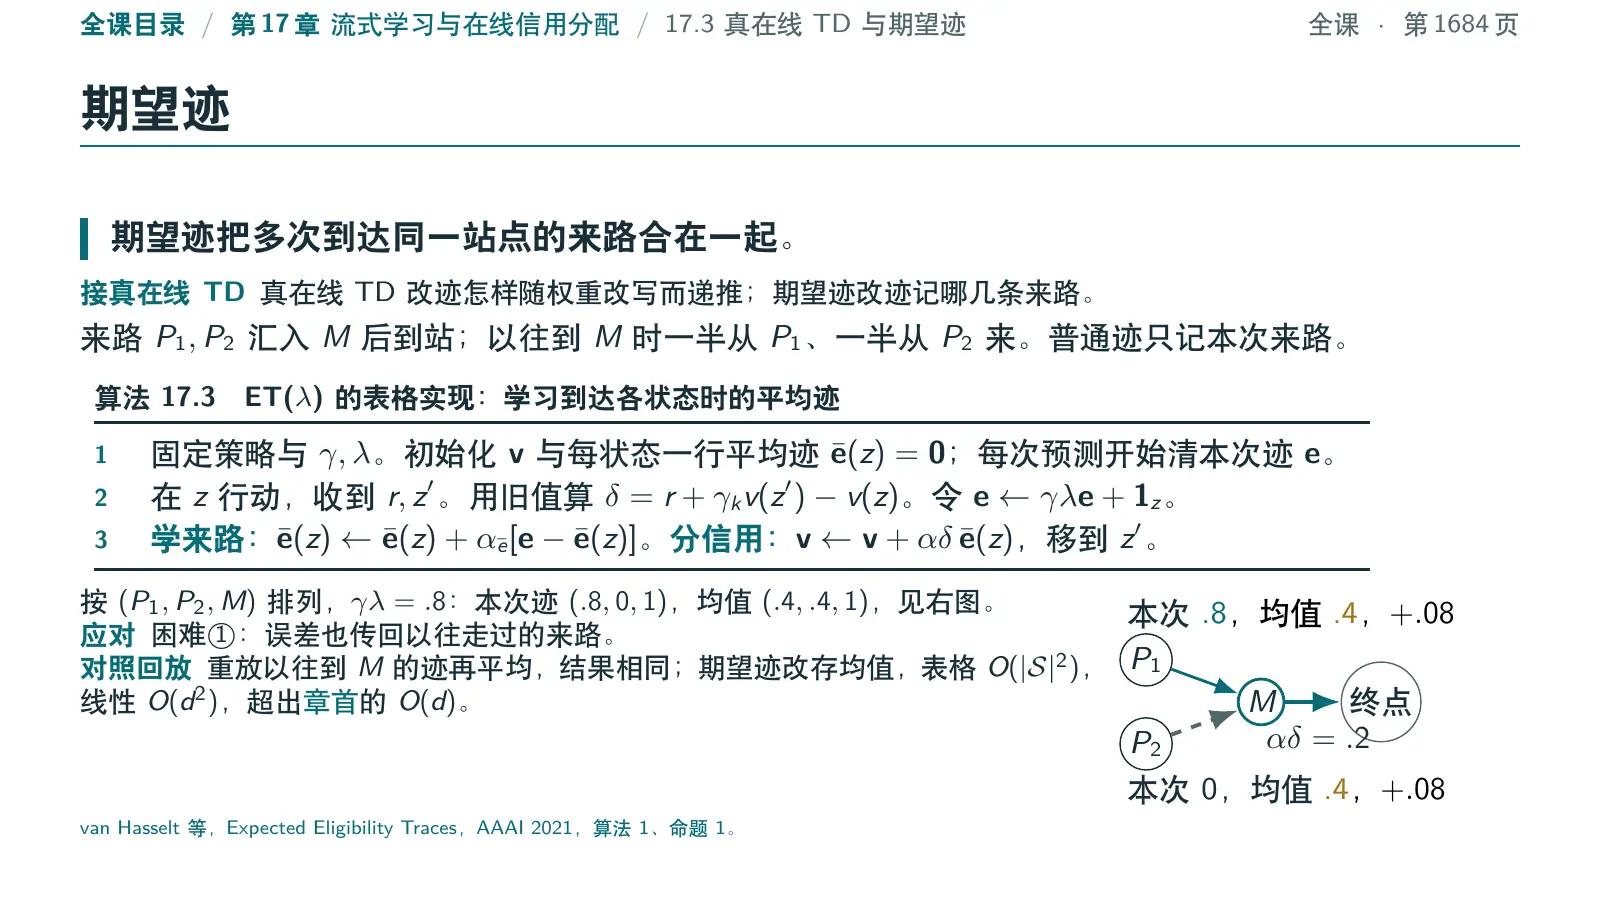 全课目录 / 第 17 章 流式学习与在线信用分配 / 17.3 真在线 TD 与期望迹
全课 · 第 1684 页
期望迹
期望迹把多次到达同一站点的来路合在一起。
接真在线 TD 真在线 TD 改迹怎样随权重改写而递推；期望迹改迹记哪几条来路。
来路 P₁, P₂ 汇入 M 后到站；以往到 M 时一半从 P₁、一半从 P₂ 来。普通迹只记本次来路。
算法 17.3 ET(λ) 的表格实现：学习到达各状态时的平均迹
1 固定策略与 γ, λ。初始化 v 与每状态一行平均迹 ē(z) = 0；每次预测开始清本次迹 e。
2 在 z 行动，收到 r, z′。用旧值算 δ = r + γₖv(z′) − v(z)。令 e ← γλe + 1_z。
3 学来路：ē(z) ← ē(z) + α_ē[e − ē(z)]。分信用：v ← v + αδ ē(z)，移到 z′。
按 (P₁, P₂, M) 排列，γλ = .8：本次迹 (.8, 0, 1)，均值 (.4, .4, 1)，见右图。
应对 困难①：误差也传回以往走过的来路。
对照回放 重放以往到 M 的迹再平均，结果相同；期望迹改存均值，表格 O(|𝒮|²)，
线性 O(d²)，超出章首的 O(d)。
本次 .8，均值 .4，+.08
P₁
M
终点
P₂
αδ = .2
本次 0，均值 .4，+.08
van Hasselt 等，Expected Eligibility Traces，AAAI 2021，算法 1、命题 1。